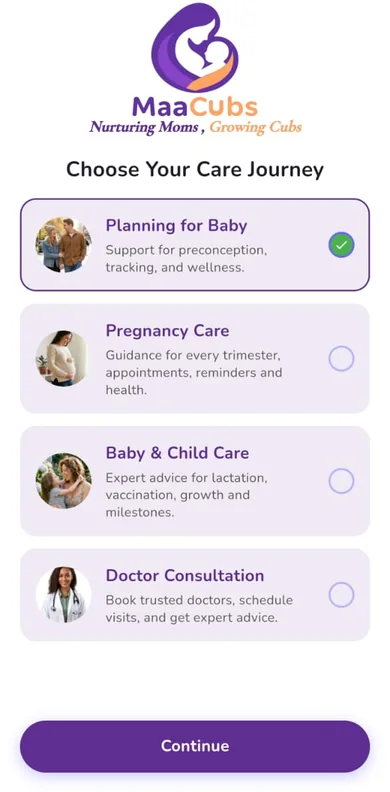 MaaCubs
Nurturing Moms , Growing Cubs
Choose Your Care Journey
Planning for Baby
Support for preconception,
tracking, and wellness.
Pregnancy Care
Guidance for every trimester,
appointments, reminders and
health.
Baby & Child Care
Expert advice for lactation,
vaccination, growth and
milestones.
Doctor Consultation
Book trusted doctors, schedule
visits, and get expert advice.
Continue